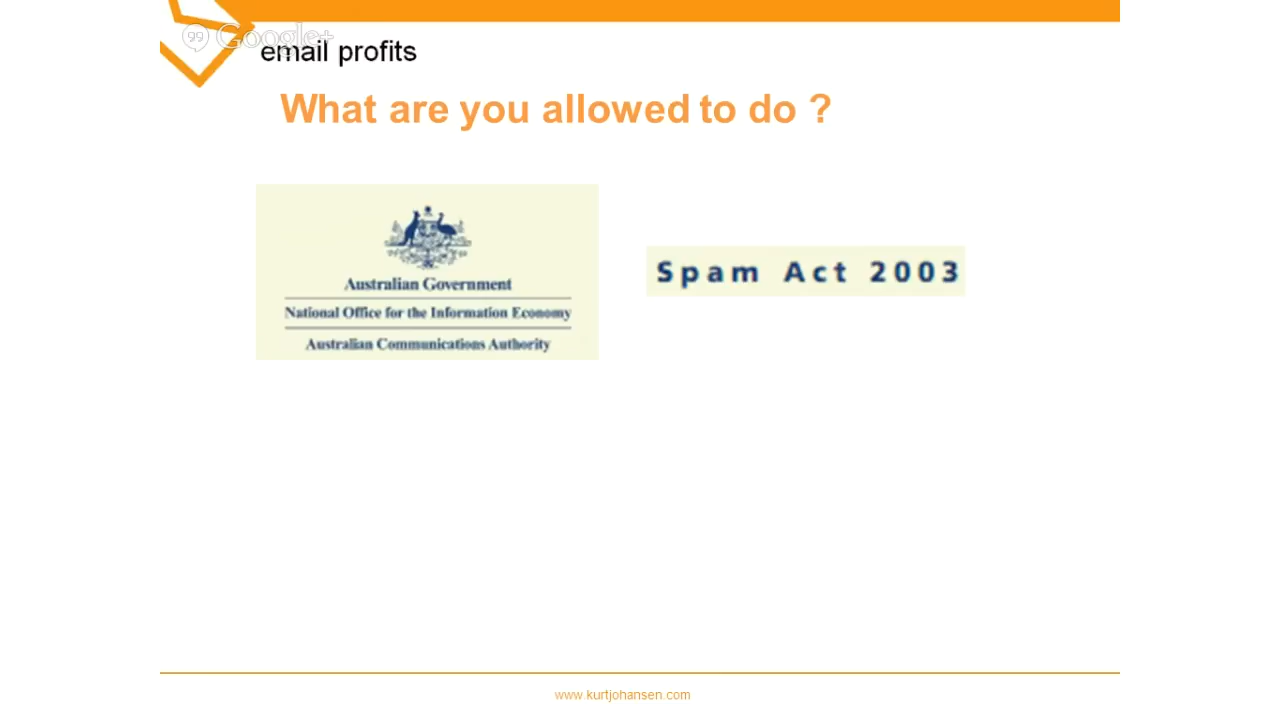 Google+
email profits
What are you allowed to do ?
Australian Government
National Office for the Information Economy
Australian Communications Authority
Spam Act 2003
www.kurtjohansen.com